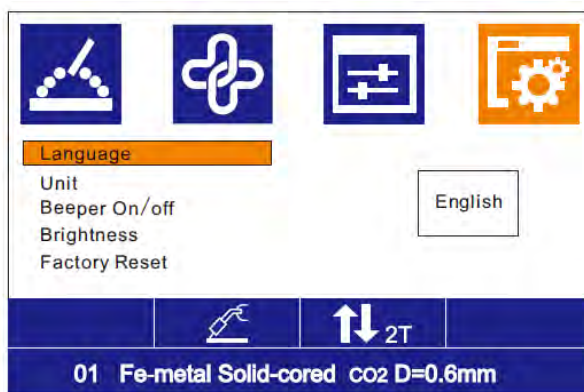 Language
Unit
Beeper On/off
Brightness
Factory Reset
English
2T
01 Fe-metal Solid-cored CO2 D=0.6mm